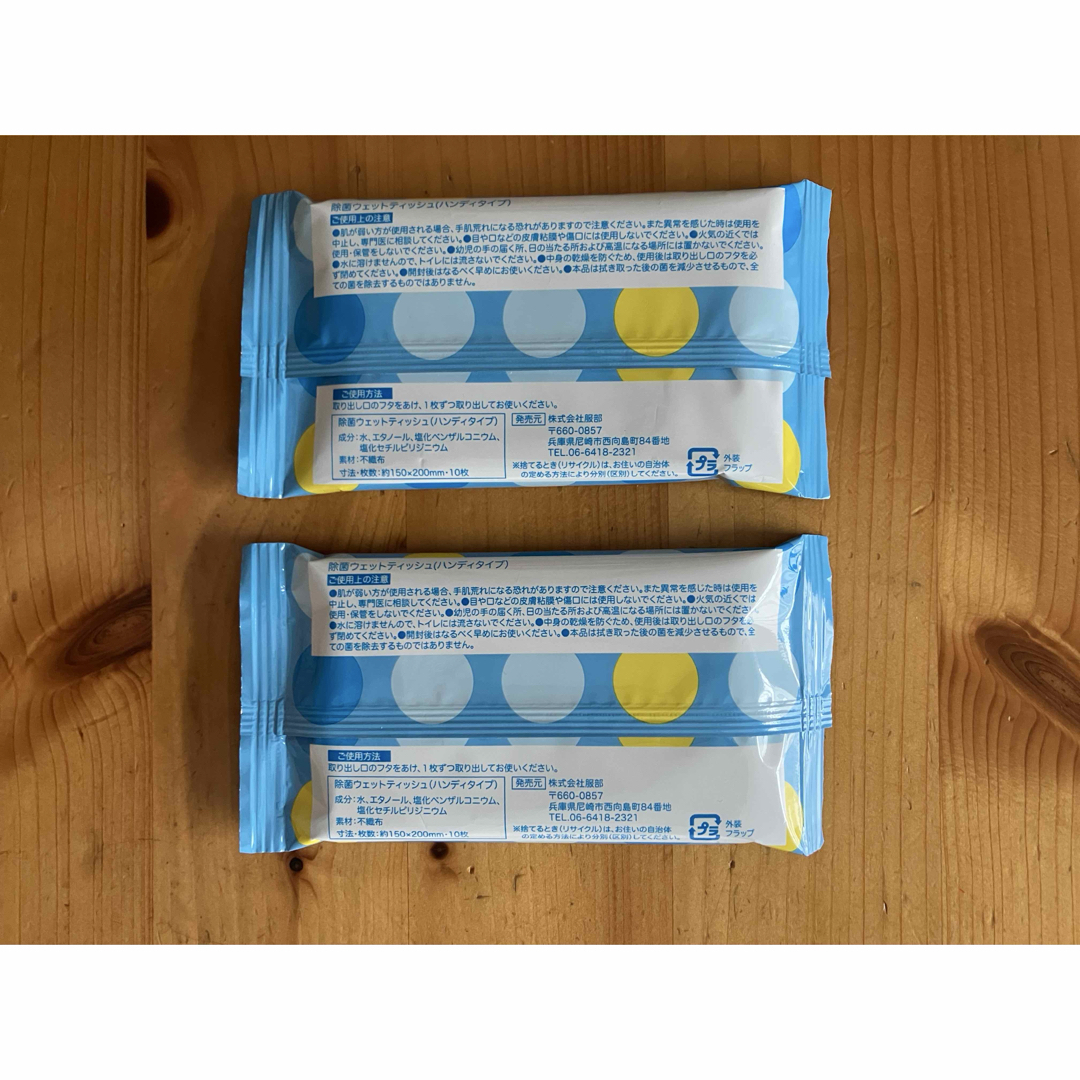 除菌ウェットティッシュ(ハンディタイプ)
ご使用上の注意
●肌が弱い方が使用される場合、手肌荒れになる恐れがありますので注意ください。また異常を感じた時は使用を
中止し、専門医に相談してください。●目や口などの皮膚粘膜や傷口には使用しないでください。●火気の近くでは
使用・保管をしないでください。●幼児の手の届く所、日の当たる所および高温になる場所には置かないでください。
●水に溶けませんので、トイレには流さないでください。●中身の乾燥を防ぐため、使用後は取り出し口のフタを必
ず閉めてください。●開封後はなるべく早めにお使いください。●本品は拭き取った後の菌を減少させるもので、全
ての菌を除去するものではありません。
ご使用方法
取り出し口のフタをあけ、1枚ずつ取り出してお使いください。
除菌ウェットティッシュ(ハンディタイプ)
成分:水、エタノール、塩化ベンザルコニウム、
塩化セチルピリジニウム
素材:不織布
寸法・枚数:約150×200mm・10枚
発売元 株式会社服部
〒660-0857
兵庫県尼崎市西向島町84番地
TEL.06-6418-2321
※捨てるとき(リサイクル)は、お住いの自治体
の定める方法により分別(区別)してください。
プラ
外装
フラップ
除菌ウェットティッシュ(ハンディタイプ)
ご使用上の注意
●肌が弱い方が使用される場合、手肌荒れになる恐れがありますので注意ください。また異常を感じた時は使用を
中止し、専門医に相談してください。●目や口などの皮膚粘膜や傷口には使用しないでください。●火気の近くでは
使用・保管をしないでください。●幼児の手の届く所、日の当たる所および高温になる場所には置かないでください。
●水に溶けませんので、トイレには流さないでください。●中身の乾燥を防ぐため、使用後は取り出し口のフタを必
ず閉めてください。●開封後はなるべく早めにお使いください。●本品は拭き取った後の菌を減少させるもので、全
ての菌を除去するものではありません。
ご使用方法
取り出し口のフタをあけ、1枚ずつ取り出してお使いください。
除菌ウェットティッシュ(ハンディタイプ)
成分:水、エタノール、塩化ベンザルコニウム、
塩化セチルピリジニウム
素材:不織布
寸法・枚数:約150×200mm・10枚
発売元 株式会社服部
〒660-0857
兵庫県尼崎市西向島町84番地
TEL.06-6418-2321
※捨てるとき(リサイクル)は、お住いの自治体
の定める方法により分別(区別)してください。
プラ
外装
フラップ